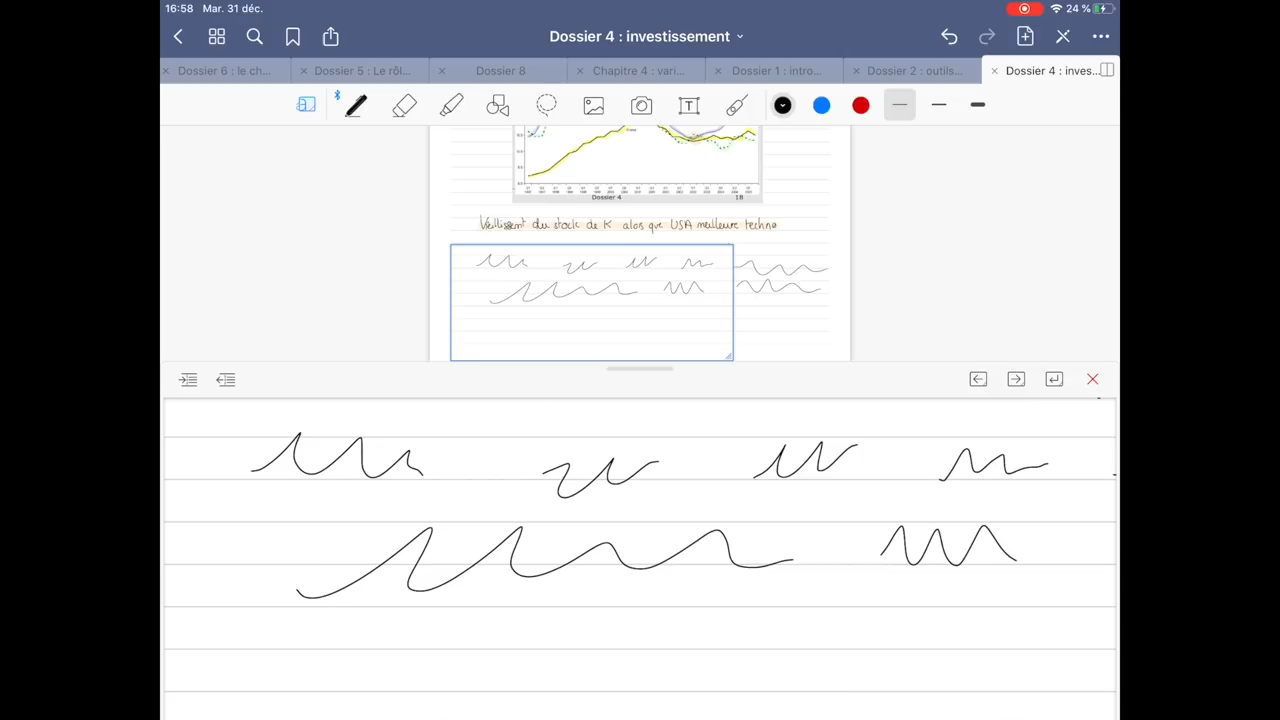 16:58 Mar. 31 déc. 24 %
Dossier 4 : investissement
Dossier 6 : le ch... Dossier 5 : Le rôl... Dossier 8 Chapitre 4 : vari... Dossier 1 : intro... Dossier 2 : outils... Dossier 4 : inves...
Dossier 4 18
Veillissent du stock de K alors que USA meilleure techno